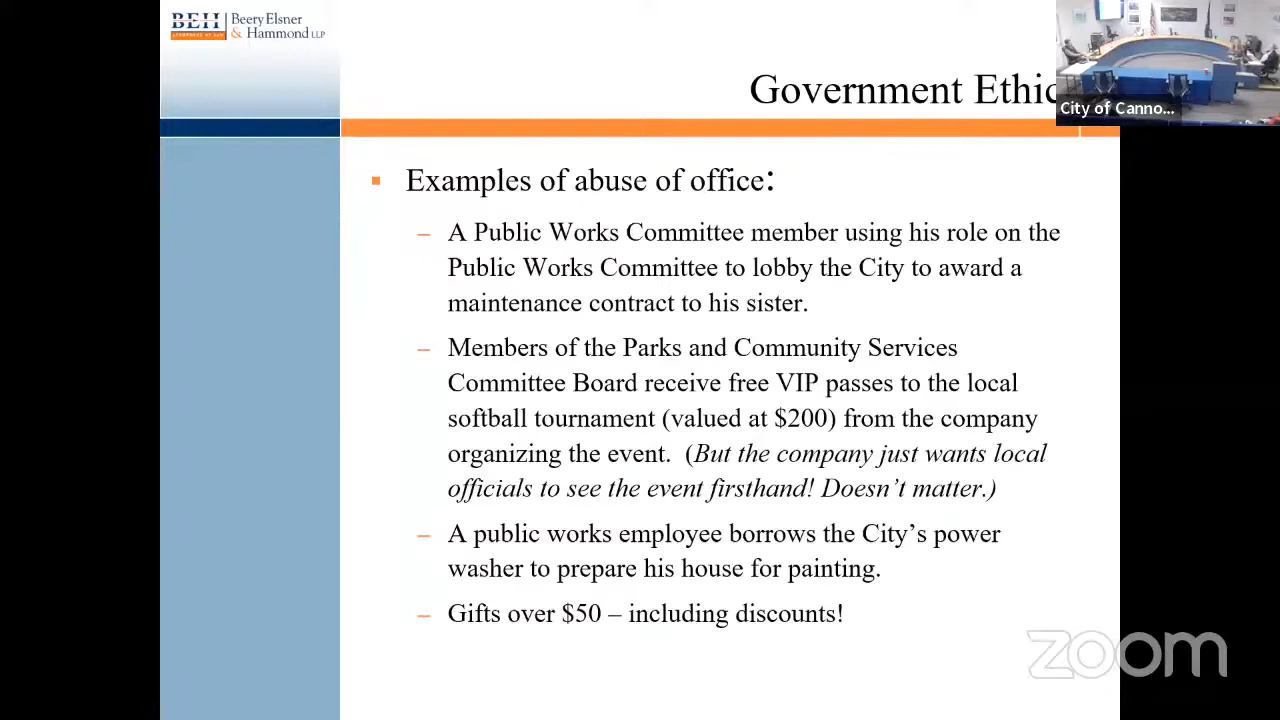 BEH
ATTORNEYS AT LAW
Beery Elsner
& Hammond LLP
Government Ethic
City of Canno...
▪ Examples of abuse of office:
– A Public Works Committee member using his role on the
Public Works Committee to lobby the City to award a
maintenance contract to his sister.
– Members of the Parks and Community Services
Committee Board receive free VIP passes to the local
softball tournament (valued at $200) from the company
organizing the event. (But the company just wants local
officials to see the event firsthand! Doesn't matter.)
– A public works employee borrows the City's power
washer to prepare his house for painting.
– Gifts over $50 – including discounts!
zoom